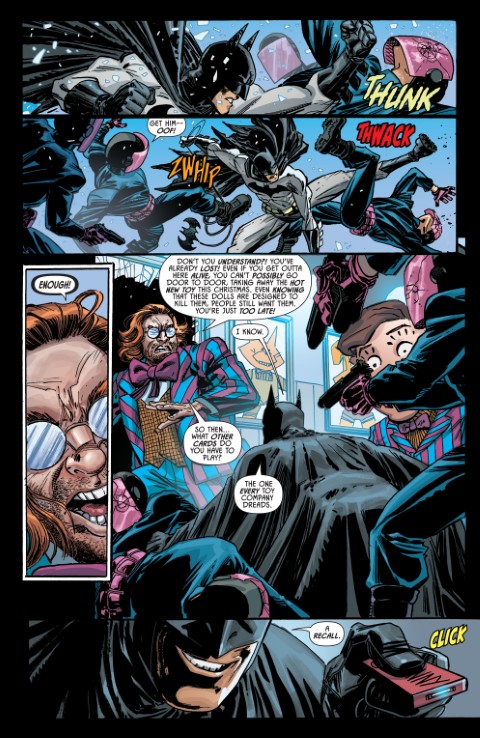 THUNK
GET HIM--
OOF!
ZWHIP
THWACK
ENOUGH!
DON'T YOU UNDERSTAND?! YOU'VE
ALREADY LOST! EVEN IF YOU GET OUTTA
HERE ALIVE, YOU CAN'T POSSIBLY GO
DOOR TO DOOR, TAKING AWAY THE HOT
NEW TOY THIS CHRISTMAS. EVEN KNOWING
THAT THESE DOLLS ARE DESIGNED TO
KILL THEM, PEOPLE STILL WANT THEM.
YOU'RE JUST TOO LATE!
I KNOW.
SO THEN...
WHAT OTHER
CARDS DO
YOU HAVE TO
PLAY?
THE ONE
EVERY TOY
COMPANY
DREADS.
A
RECALL.
CLICK